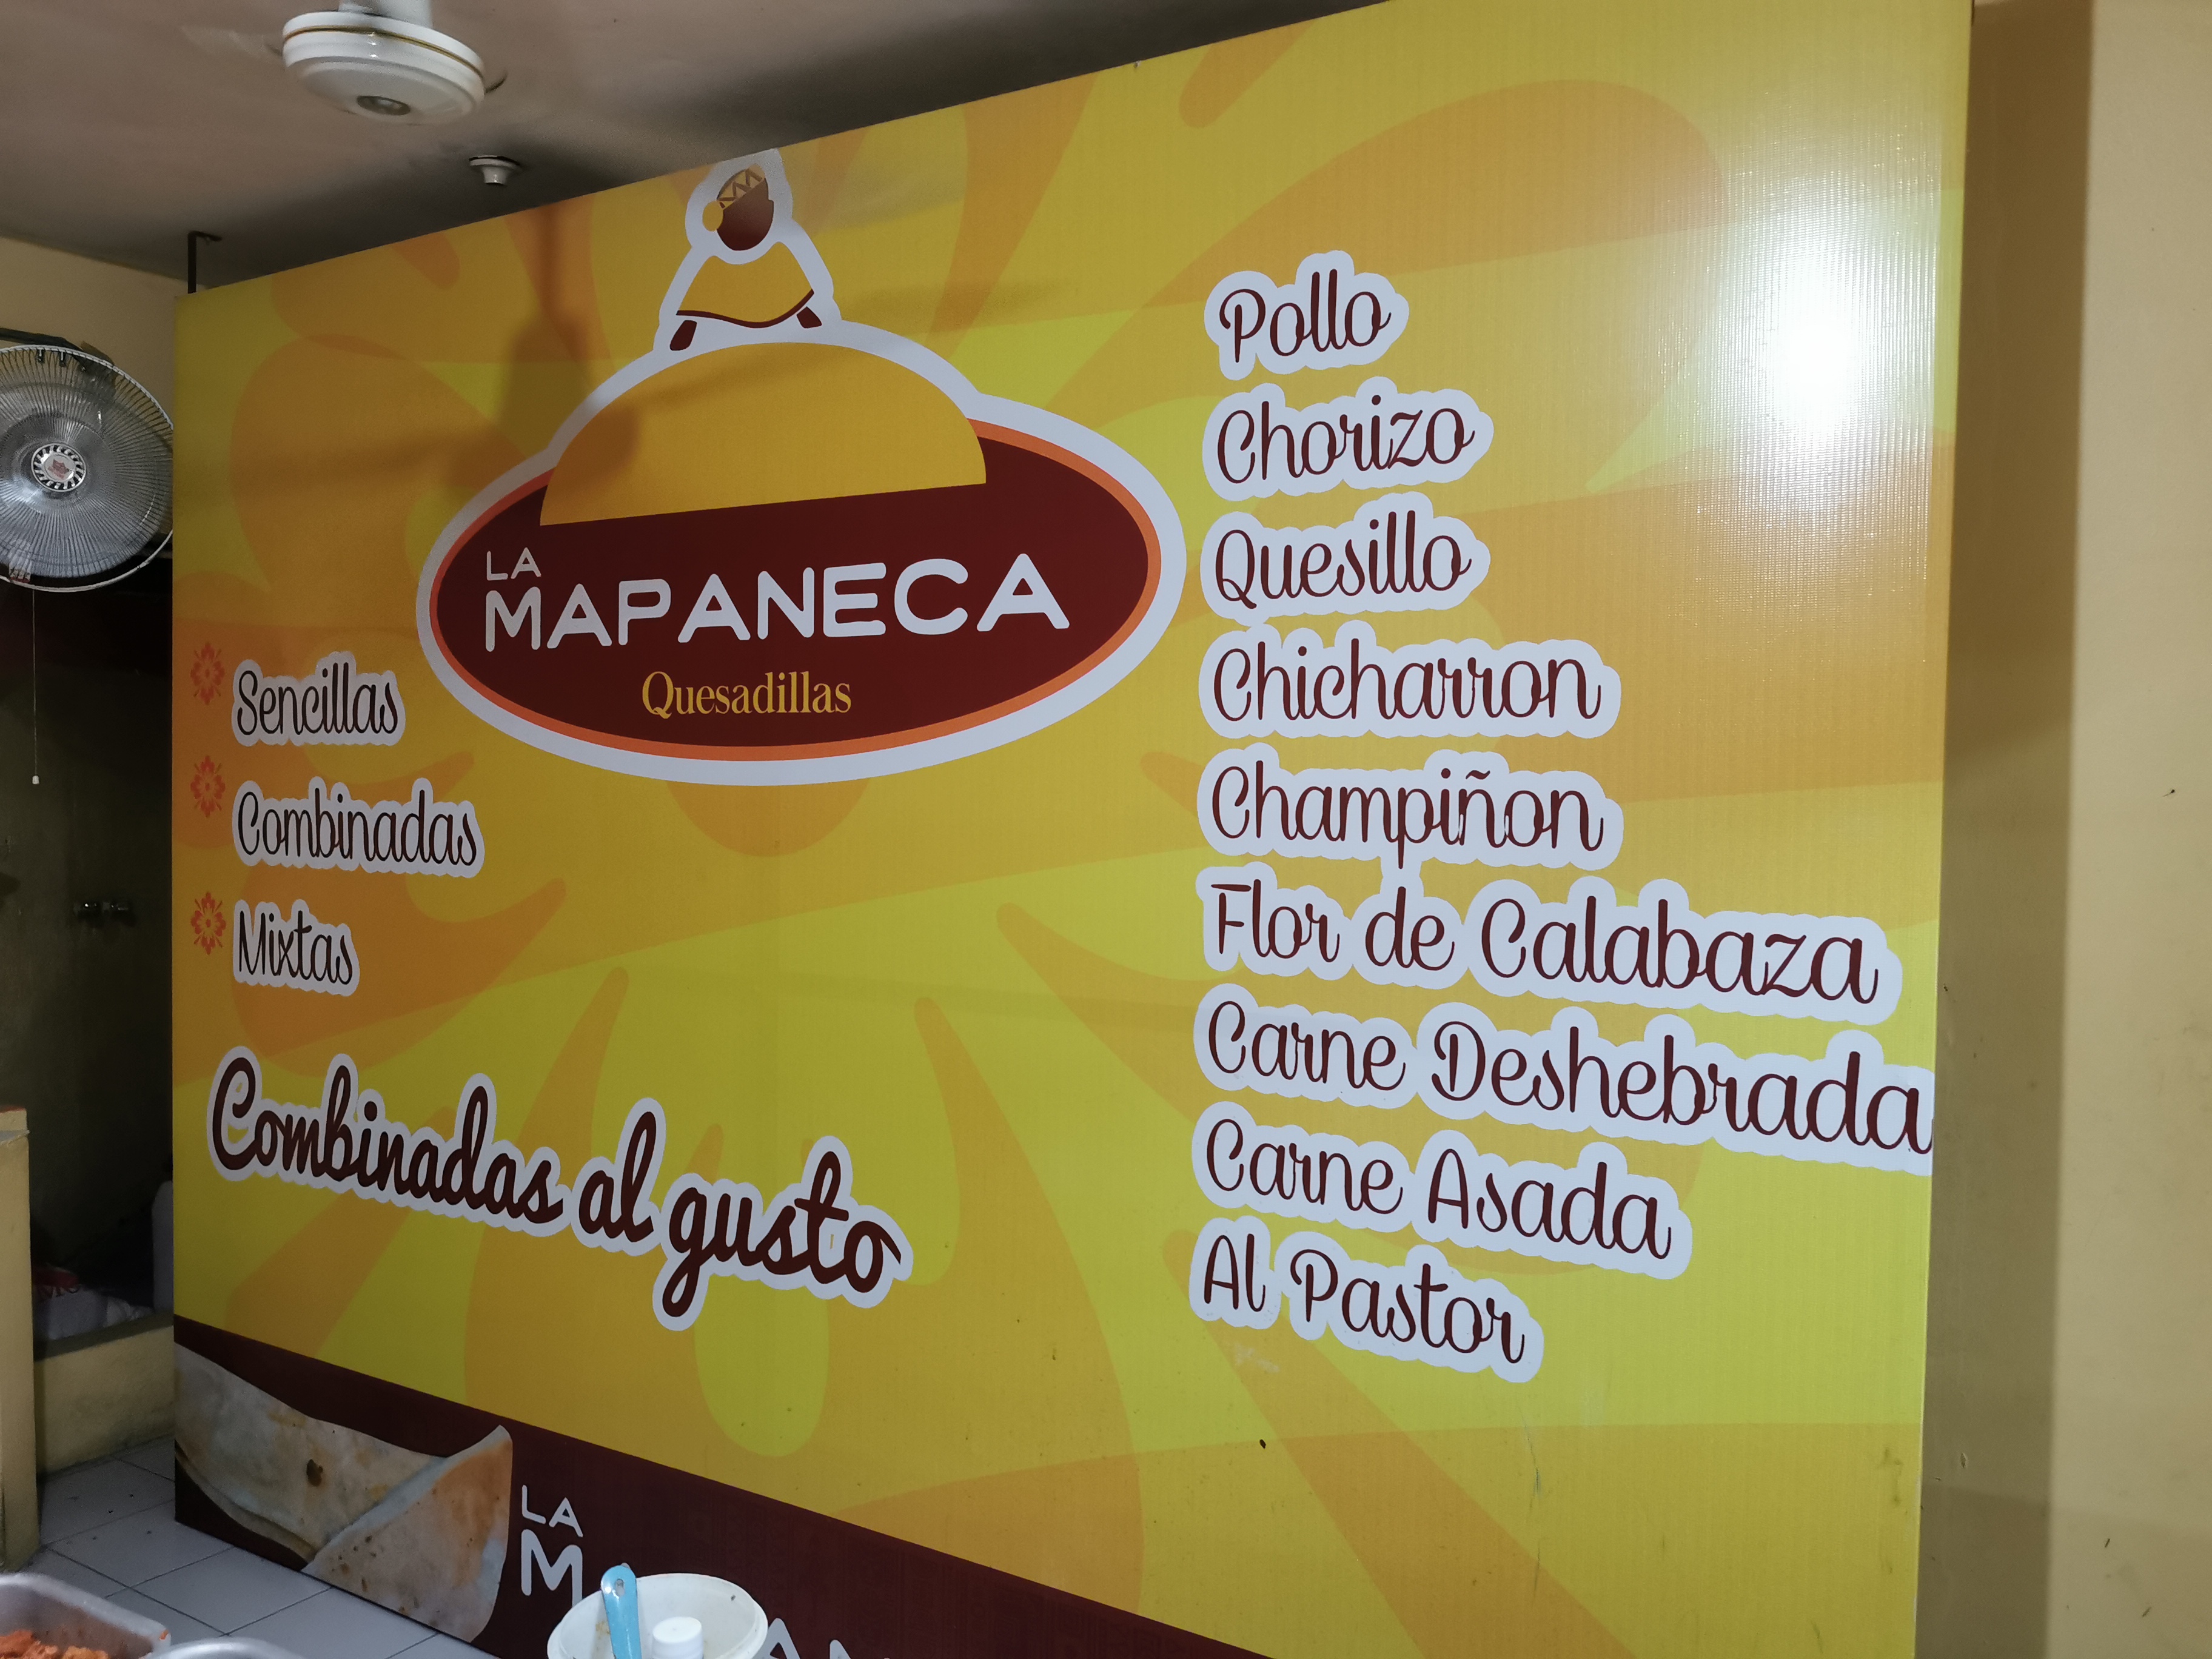 LA
MAPANECA
Quesadillas
Sencillas
Combinadas
Mixtas
Combinadas al gusto
Pollo
Chorizo
Quesillo
Chicharron
Champiñon
Flor de Calabaza
Carne Deshebrada
Carne Asada
Al Pastor
LA